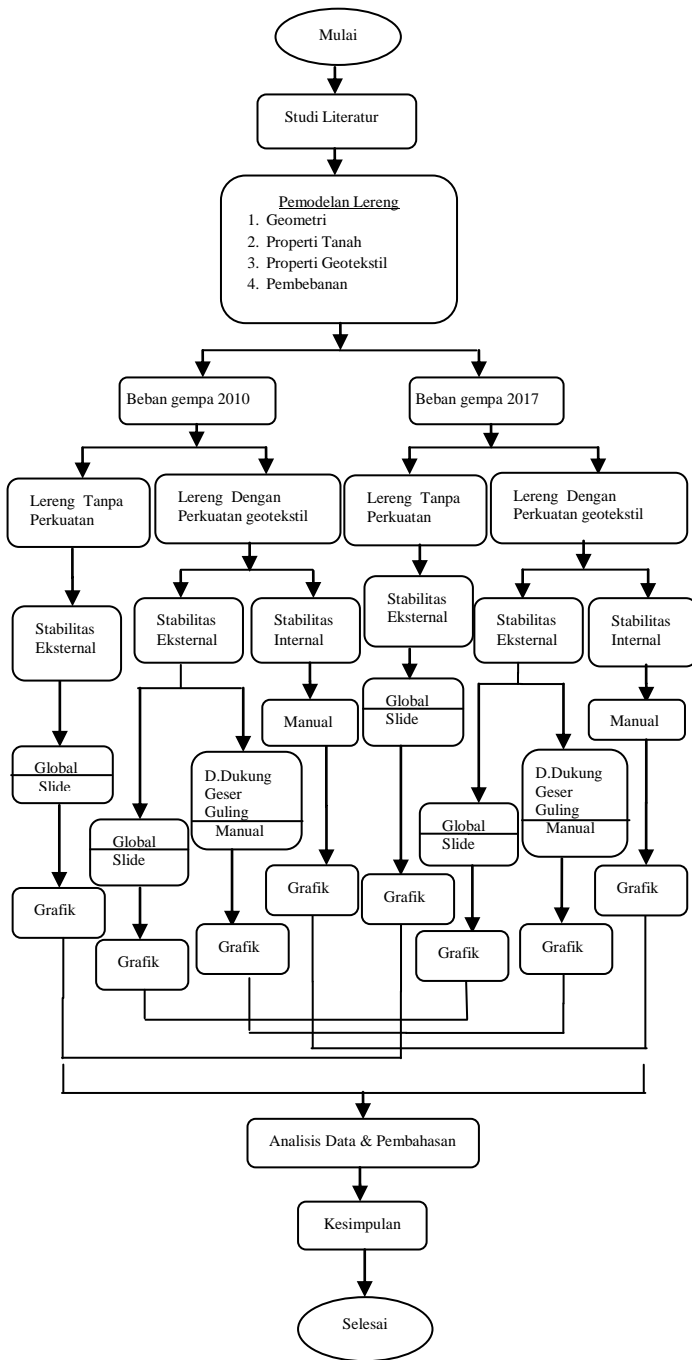 Mulai
Studi Literatur
Pemodelan Lereng
1. Geometri
2. Properti Tanah
3. Properti Geotekstil
4. Pembebanan
Beban gempa 2010
Beban gempa 2017
Lereng Tanpa
Perkuatan
Lereng Dengan
Perkuatan geotekstil
Lereng Tanpa
Perkuatan
Lereng Dengan
Perkuatan geotekstil
Stabilitas
Eksternal
Stabilitas
Eksternal
Stabilitas
Internal
Stabilitas
Eksternal
Stabilitas
Eksternal
Stabilitas
Internal
Global
Slide
Global
Slide
D.Dukung
Geser
Guling
Manual
Manual
Global
Slide
Global
Slide
D.Dukung
Geser
Guling
Manual
Manual
Grafik
Grafik
Grafik
Grafik
Grafik
Grafik
Grafik
Grafik
Analisis Data & Pembahasan
Kesimpulan
Selesai